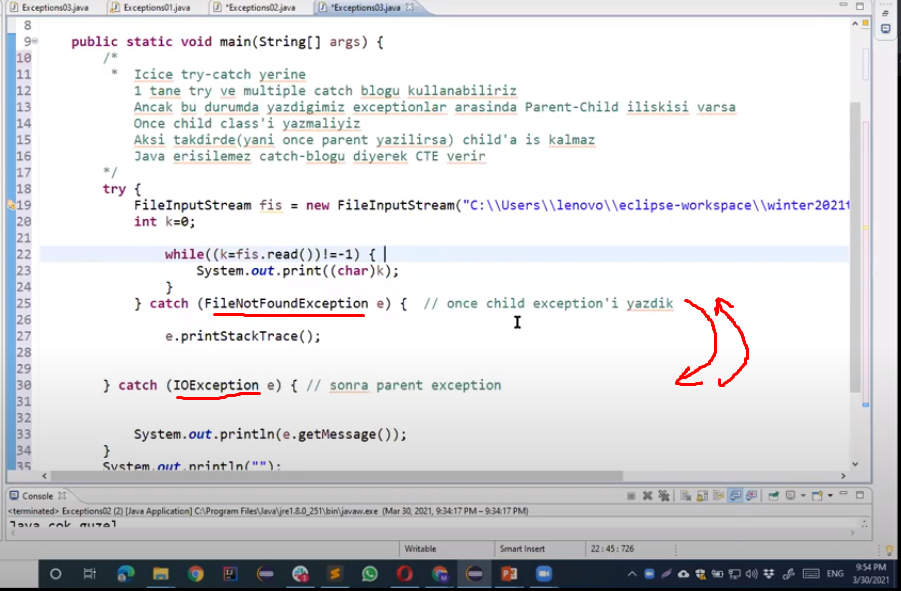 Exceptions03.java
Exceptions01.java
*Exceptions02.java
*Exceptions03.java
8
9 public static void main(String[] args) {
10 /*
11 * Icice try-catch yerine
12 1 tane try ve multiple catch blogu kullanabiliriz
13 Ancak bu durumda yazdigimiz exceptionlar arasinda Parent-Child iliskisi varsa
14 Once child class'i yazmaliyiz
15 Aksi takdirde(yani once parent yazilirsa) child'a is kalmaz
16 Java erisilemez catch-blogu diyerek CTE verir
17 */
18 try {
19 FileInputStream fis = new FileInputStream("C:\\Users\\lenovo\\eclipse-workspace\\winter2021t
20 int k=0;
21
22 while((k=fis.read())!=-1) {
23 System.out.print((char)k);
24 }
25 } catch (FileNotFoundException e) { // once child exception'i yazdik
26
27 e.printStackTrace();
28
29
30 } catch (IOException e) { // sonra parent exception
31
32
33 System.out.println(e.getMessage());
34 }
35 System.out.println("");
Console
<terminated> Exceptions02 (2) [Java Application] C:\Program Files\Java\jre1.8.0_251\bin\javaw.exe (Mar 30, 2021, 9:34:17 PM – 9:34:17 PM)
Java cok guzel
Writable
Smart Insert
22 : 45 : 726
ENG
9:54 PM
3/30/2021